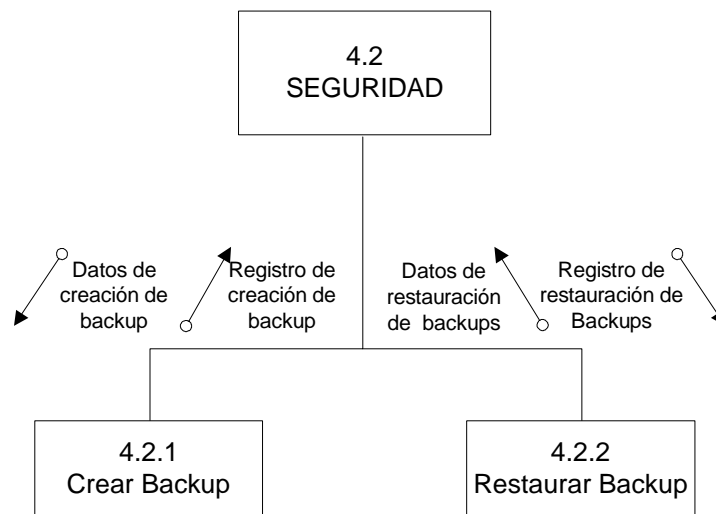 4.2
SEGURIDAD
Datos de
creación de
backup
Registro de
creación de
backup
Datos de
restauración
de backups
Registro de
restauración de
Backups
4.2.1
Crear Backup
4.2.2
Restaurar Backup